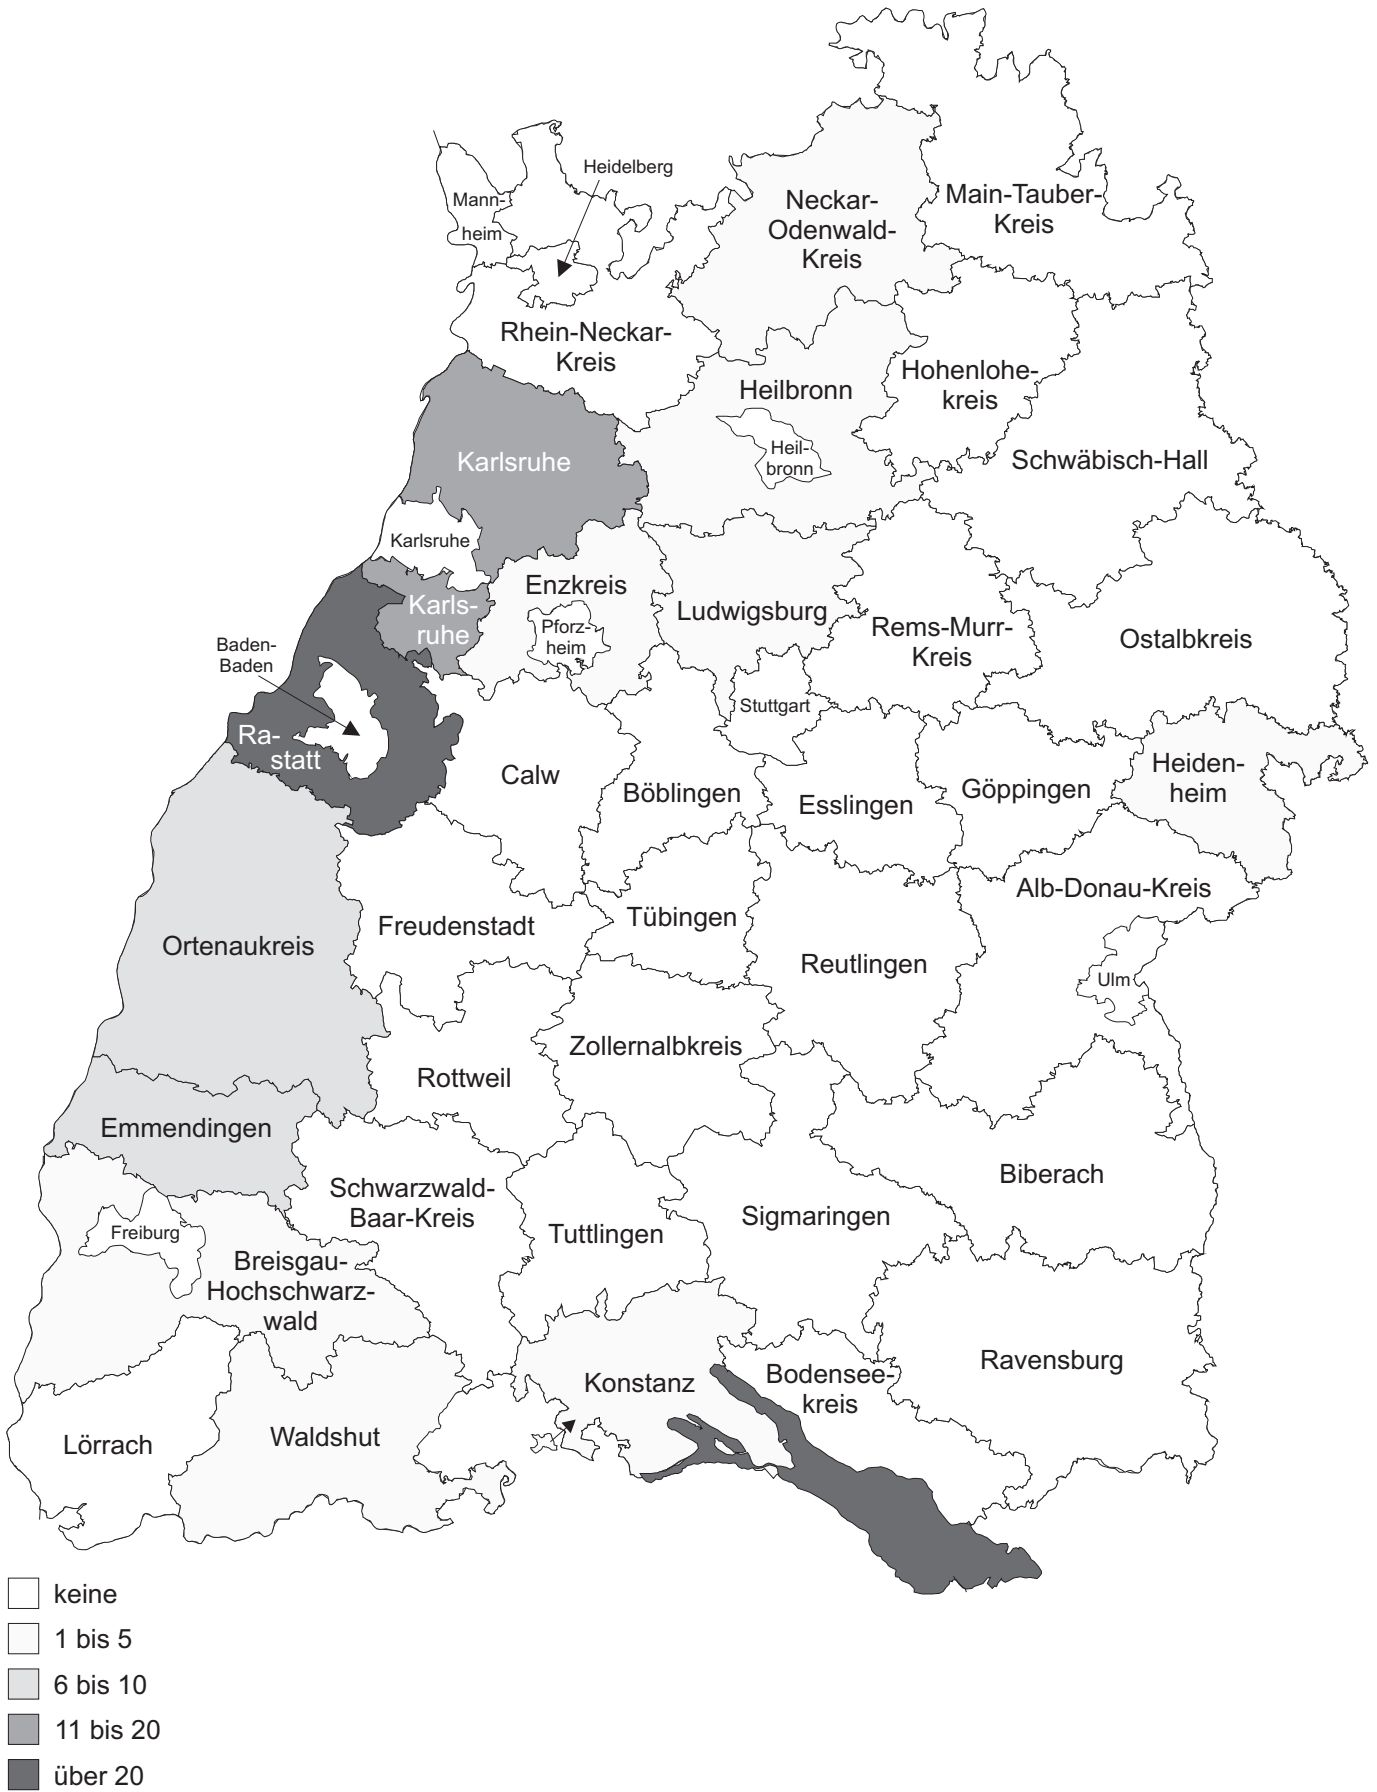 Heidelberg
Mann-
heim
Neckar-
Odenwald-
Kreis
Main-Tauber-
Kreis
Rhein-Neckar-
Kreis
Heilbronn
Heil-
bronn
Hohenlohe-
kreis
Schwäbisch-Hall
Karlsruhe
Karlsruhe
Karls-
ruhe
Enzkreis
Pforz-
heim
Ludwigsburg
Rems-Murr-
Kreis
Ostalbkreis
Baden-
Baden
Ra-
statt
Stuttgart
Calw
Böblingen
Esslingen
Göppingen
Heiden-
heim
Alb-Donau-Kreis
Ortenaukreis
Freudenstadt
Tübingen
Reutlingen
Ulm
Rottweil
Zollernalbkreis
Emmendingen
Schwarzwald-
Baar-Kreis
Tuttlingen
Sigmaringen
Biberach
Freiburg
Breisgau-
Hochschwarz-
wald
Konstanz
Bodensee-
kreis
Ravensburg
Lörrach
Waldshut
keine
1 bis 5
6 bis 10
11 bis 20
über 20